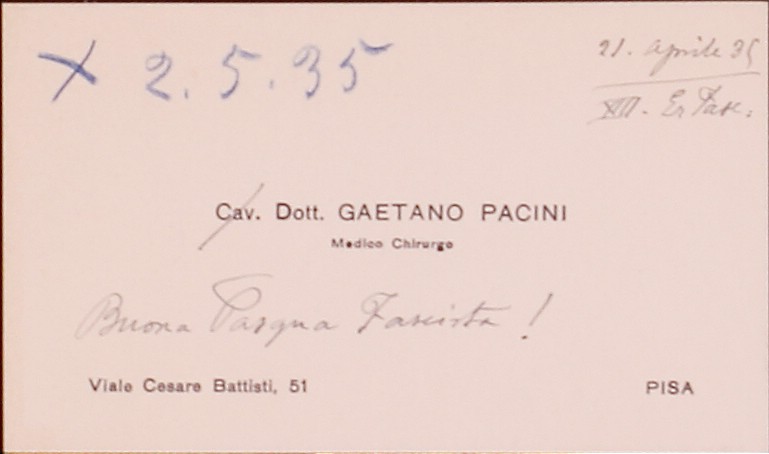 x 2.5.35
21. Aprile 35
XIII. Er Fasc.
Cav. Dott. GAETANO PACINI
Medico Chirurgo
Buona Pasqua Fascista!
Viale Cesare Battisti, 51
PISA